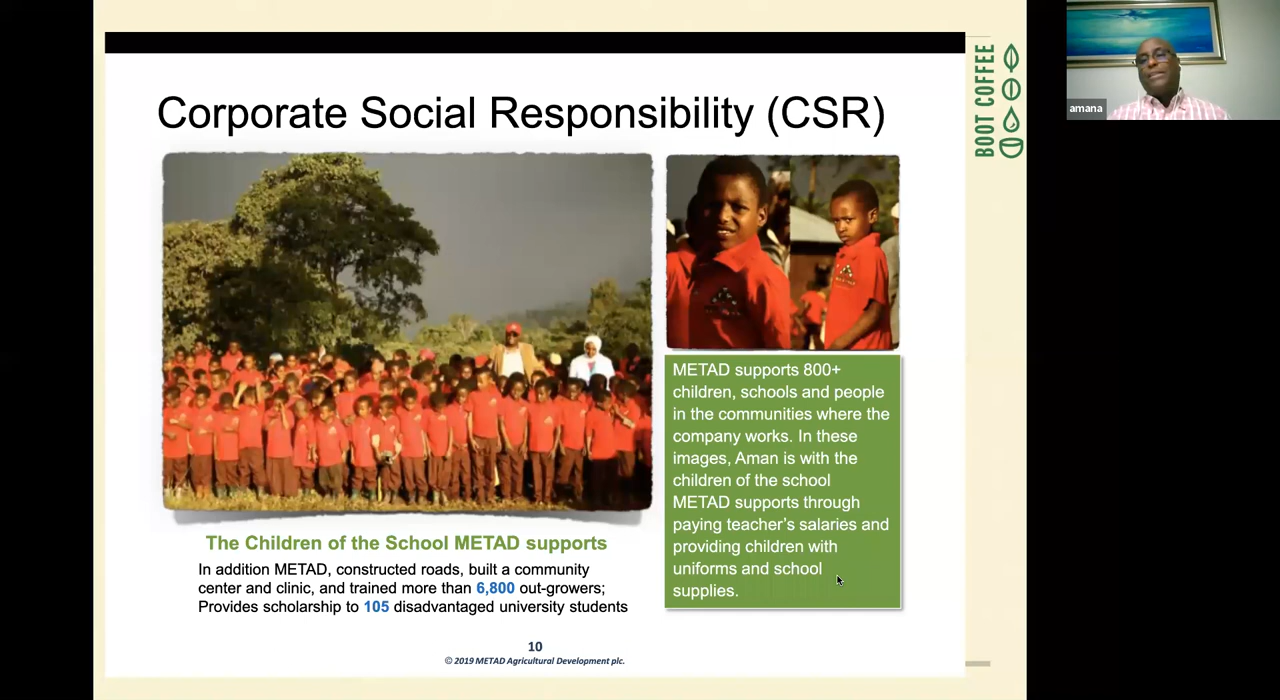 Corporate Social Responsibility (CSR)
METAD supports 800+
children, schools and people
in the communities where the
company works. In these
images, Aman is with the
children of the school
METAD supports through
paying teacher's salaries and
providing children with
uniforms and school
supplies.
The Children of the School METAD supports
In addition METAD, constructed roads, built a community
center and clinic, and trained more than 6,800 out-growers;
Provides scholarship to 105 disadvantaged university students
10
© 2019 METAD Agricultural Development plc.
BOOT COFFEE
amana